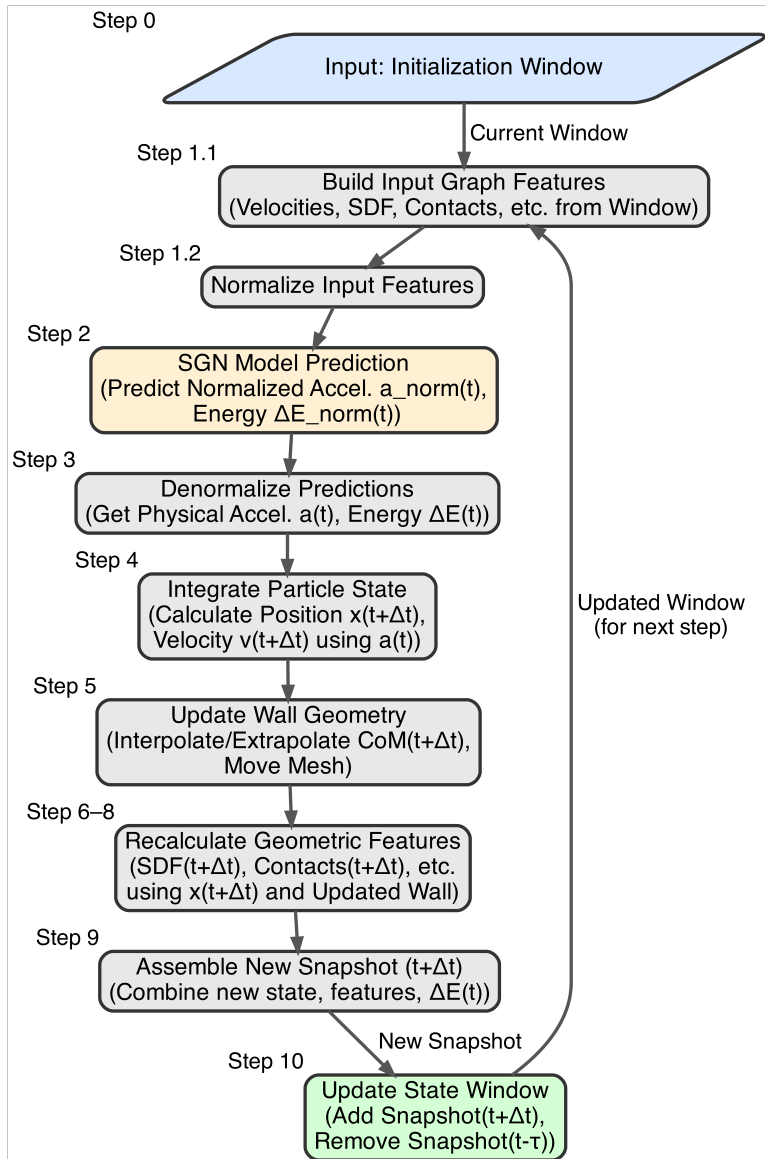 Step 0
Input: Initialization Window
Current Window
Step 1.1
Build Input Graph Features
(Velocities, SDF, Contacts, etc. from Window)
Step 1.2
Normalize Input Features
Step 2
SGN Model Prediction
(Predict Normalized Accel. a_norm(t),
Energy ΔE_norm(t))
Step 3
Denormalize Predictions
(Get Physical Accel. a(t), Energy ΔE(t))
Step 4
Integrate Particle State
(Calculate Position x(t+Δt),
Velocity v(t+Δt) using a(t))
Updated Window
(for next step)
Step 5
Update Wall Geometry
(Interpolate/Extrapolate CoM(t+Δt),
Move Mesh)
Step 6–8
Recalculate Geometric Features
(SDF(t+Δt), Contacts(t+Δt), etc.
using x(t+Δt) and Updated Wall)
Step 9
Assemble New Snapshot (t+Δt)
(Combine new state, features, ΔE(t))
New Snapshot
Step 10
Update State Window
(Add Snapshot(t+Δt),
Remove Snapshot(t-τ))